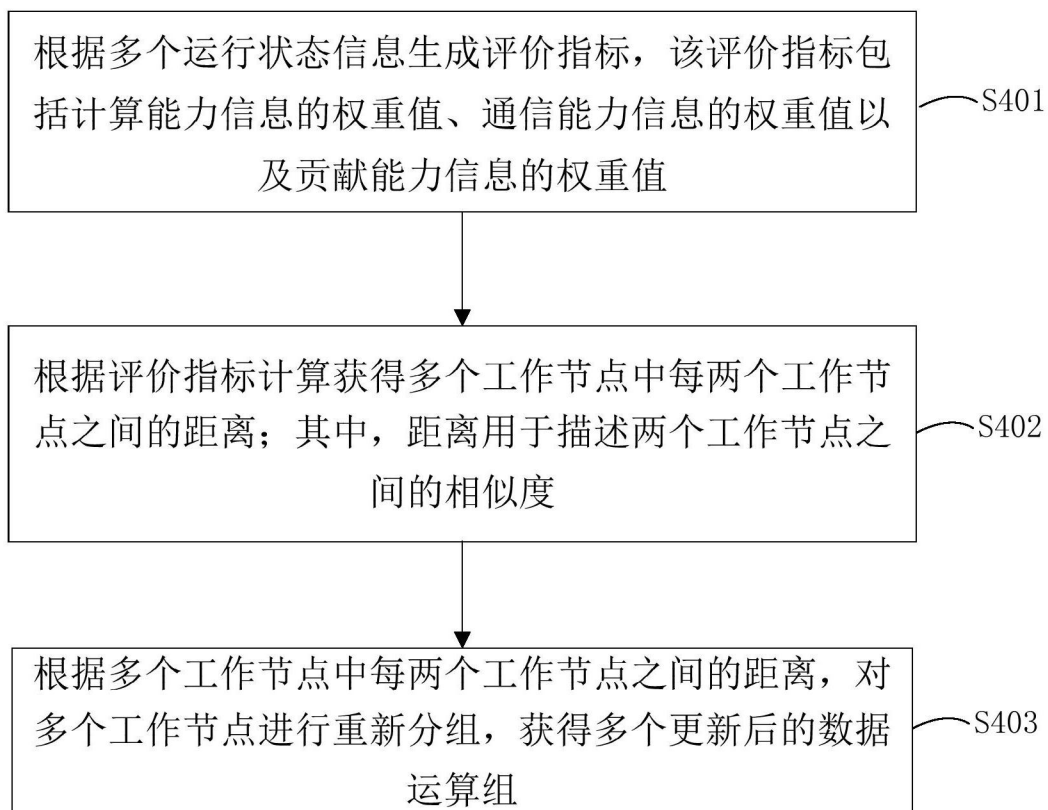 根据多个运行状态信息生成评价指标，该评价指标包
括计算能力信息的权重值、通信能力信息的权重值以
及贡献能力信息的权重值
S401
根据评价指标计算获得多个工作节点中每两个工作节
点之间的距离；其中，距离用于描述两个工作节点之
间的相似度
S402
根据多个工作节点中每两个工作节点之间的距离，对
多个工作节点进行重新分组，获得多个更新后的数据
运算组
S403